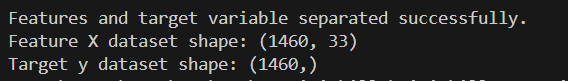 Features and target variable separated successfully.
Feature X dataset shape: (1460, 33)
Target y dataset shape: (1460,)